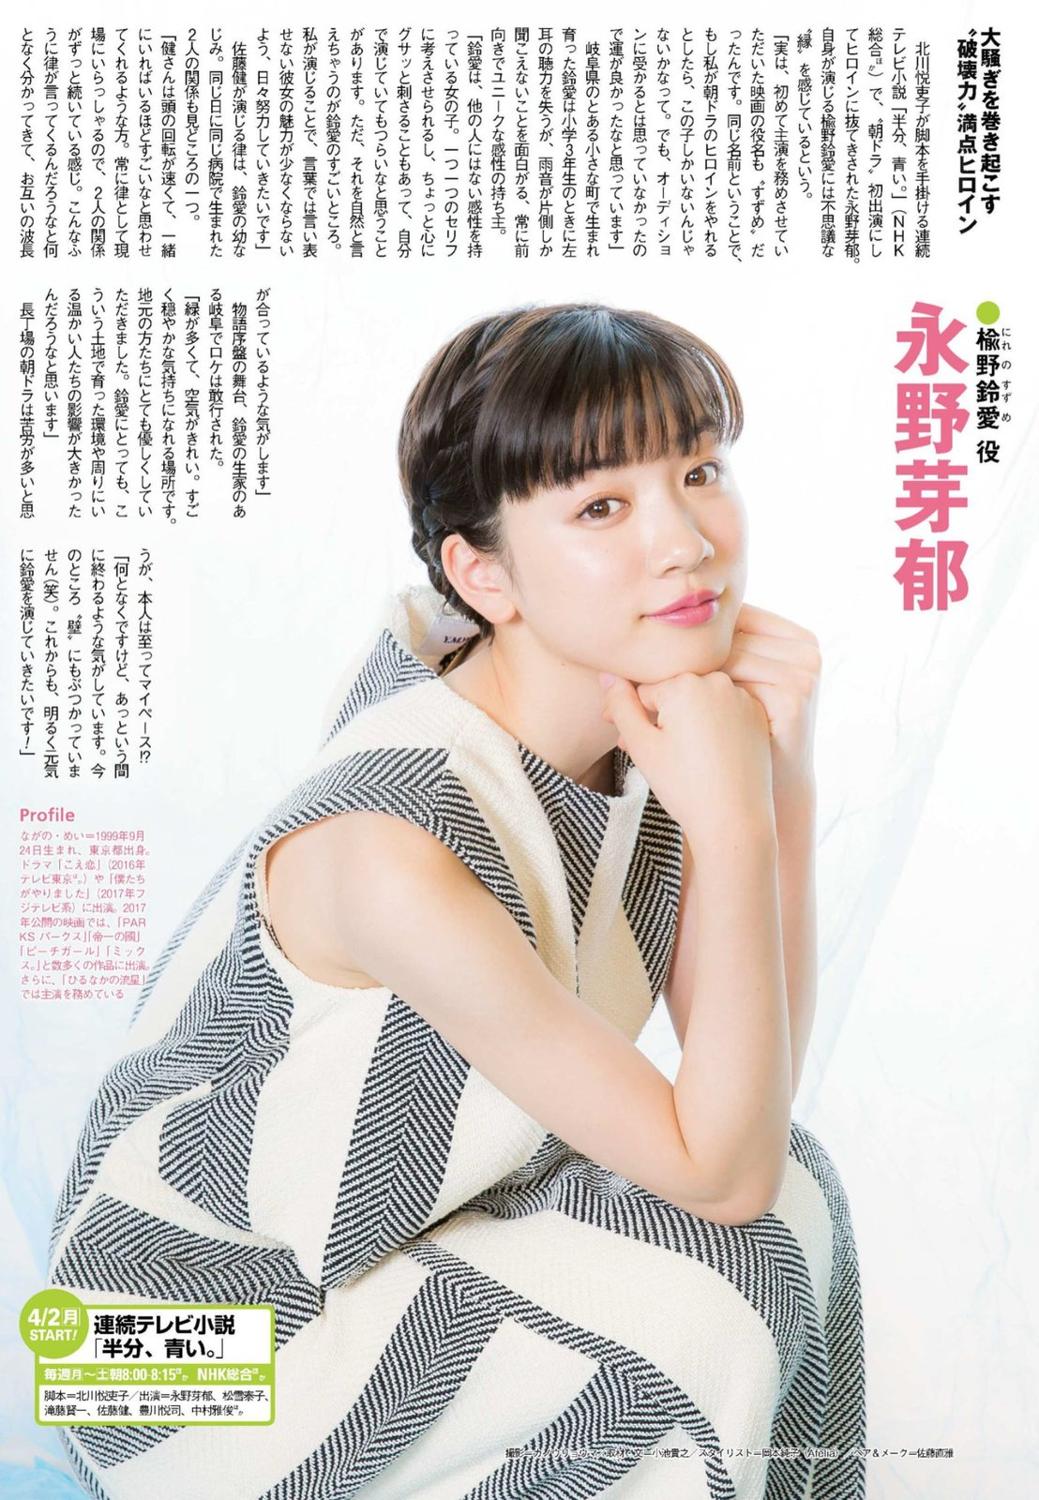 大騒ぎを巻き起こす
〝破壊力〟満点ヒロイン
●楡野鈴愛 役
にれの すずめ
永野芽郁
北川悦吏子が脚本を手掛ける連続
テレビ小説「半分、青い。」(NHK
総合ほか)で、〝朝ドラ〟初出演にし
てヒロインに抜てきされた永野芽郁。
自身が演じる楡野鈴愛には不思議な
〝縁〟を感じているという。
「実は、初めて主演を務めさせてい
ただいた映画の役名も〝すずめ〟だ
ったんです。同じ名前ということで、
もし私が朝ドラのヒロインをやれる
としたら、この子しかいないんじゃ
ないかなって。でも、オーディショ
ンに受かるとは思っていなかったの
で運が良かったなと思っています」
岐阜県のとある小さな町で生まれ
育った鈴愛は小学3年生のときに左
耳の聴力を失うが、雨音が片側しか
聞こえないことを面白がる、常に前
向きでユニークな感性の持ち主。
「鈴愛は、他の人にはない感性を持
っている女の子。一つ一つのセリフ
に考えさせられるし、ちょっと心に
グサッと刺さることもあって、自分
で演じていてもつらいなと思うこと
があります。ただ、それを自然と言
えちゃうのが鈴愛のすごいところ。
私が演じることで、言葉では言い表
せない彼女の魅力が少なくならない
よう、日々努力していきたいです」
佐藤健が演じる律は、鈴愛の幼な
じみ。同じ日に同じ病院で生まれた
2人の関係も見どころの一つ。
「健さんは頭の回転が速くて、一緒
にいればいるほどすごいなと思わせ
てくれるような方。常に律として現
場にいらっしゃるので、2人の関係
がずっと続いている感じ。こんなふ
うに律が言ってくるんだろうなと何
となく分かってきて、お互いの波長
が合っているような気がします」
物語序盤の舞台、鈴愛の生家のあ
る岐阜でロケは敢行された。
「緑が多くて、空気がきれい。すご
く穏やかな気持ちになれる場所です。
地元の方たちにとても優しくしてい
ただきました。鈴愛にとっても、こ
ういう土地で育った環境や周りにい
る温かい人たちの影響が大きかった
んだろうなと思います」
長丁場の朝ドラは苦労が多いと思
うが、本人は至ってマイペース!?
「何となくですけど、あっという間
に終わるような気がしています。今
のところ〝壁〟にもぶつかっていま
せん(笑)。これからも、明るく元気
に鈴愛を演じていきたいです!」
Profile
ながの・めい=1999年9月
24日生まれ、東京都出身。
ドラマ「こえ恋」(2016年
テレビ東京ほか)や「僕たち
がやりました」(2017年フ
ジテレビ系)に出演。2017
年公開の映画では、「PAR
KS パークス」「帝一の國」
「ピーチガール」「ミック
ス。」と数多くの作品に出演。
さらに、「ひるなかの流星」
では主演を務めている
4/2月
START!
連続テレビ小説
「半分、青い。」
毎週月〜土朝8:00-8:15ほか NHK総合ほか
脚本=北川悦吏子/出演=永野芽郁、松雪泰子、
滝藤賢一、佐藤健、豊川悦司、中村雅俊ほか
取材・文=小池貴之/スタイリスト=岡本純子(Afelia)/ヘア&メーク=佐藤直雅